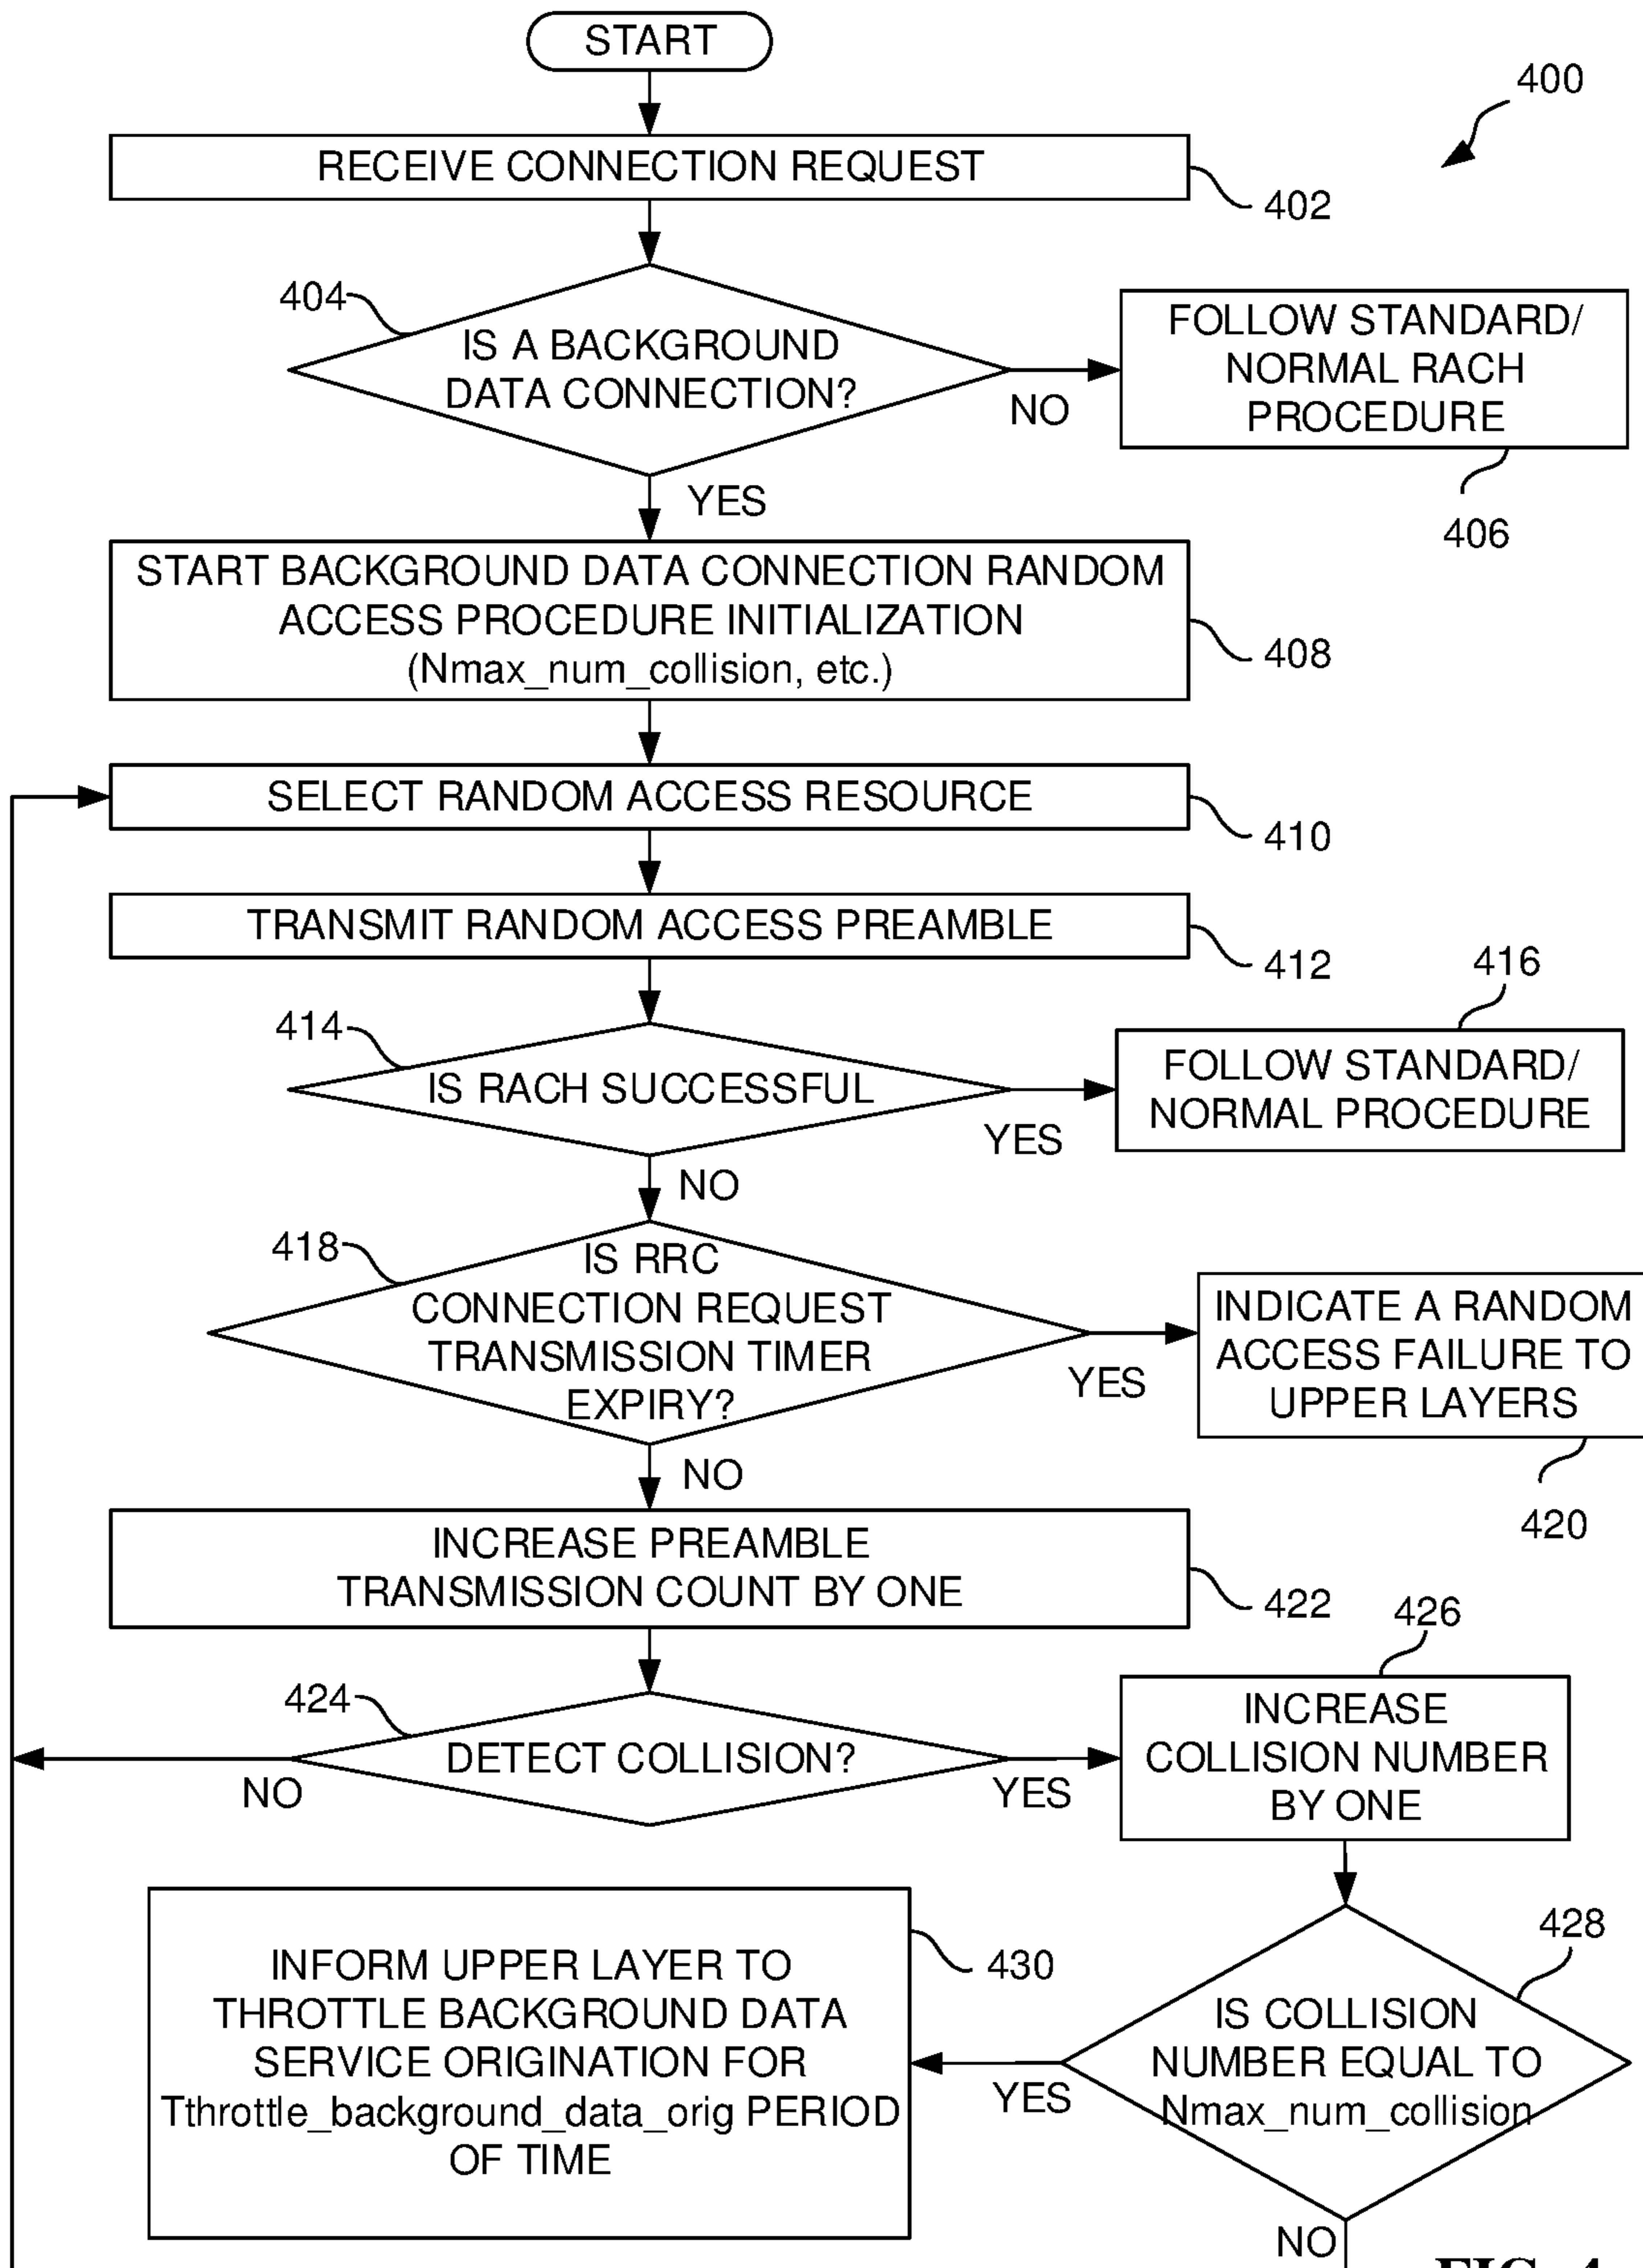 START
400
RECEIVE CONNECTION REQUEST
402
404
IS A BACKGROUND
DATA CONNECTION?
NO
FOLLOW STANDARD/
NORMAL RACH
PROCEDURE
406
YES
START BACKGROUND DATA CONNECTION RANDOM
ACCESS PROCEDURE INITIALIZATION
(Nmax_num_collision, etc.)
408
SELECT RANDOM ACCESS RESOURCE
410
TRANSMIT RANDOM ACCESS PREAMBLE
412
414
IS RACH SUCCESSFUL
YES
416
FOLLOW STANDARD/
NORMAL PROCEDURE
NO
418
IS RRC
CONNECTION REQUEST
TRANSMISSION TIMER
EXPIRY?
YES
INDICATE A RANDOM
ACCESS FAILURE TO
UPPER LAYERS
420
NO
INCREASE PREAMBLE
TRANSMISSION COUNT BY ONE
422
424
DETECT COLLISION?
NO
YES
426
INCREASE
COLLISION NUMBER
BY ONE
428
IS COLLISION
NUMBER EQUAL TO
Nmax_num_collision
YES
INFORM UPPER LAYER TO
THROTTLE BACKGROUND DATA
SERVICE ORIGINATION FOR
Tthrottle_background_data_orig PERIOD
OF TIME
430
NO
FIG. 4